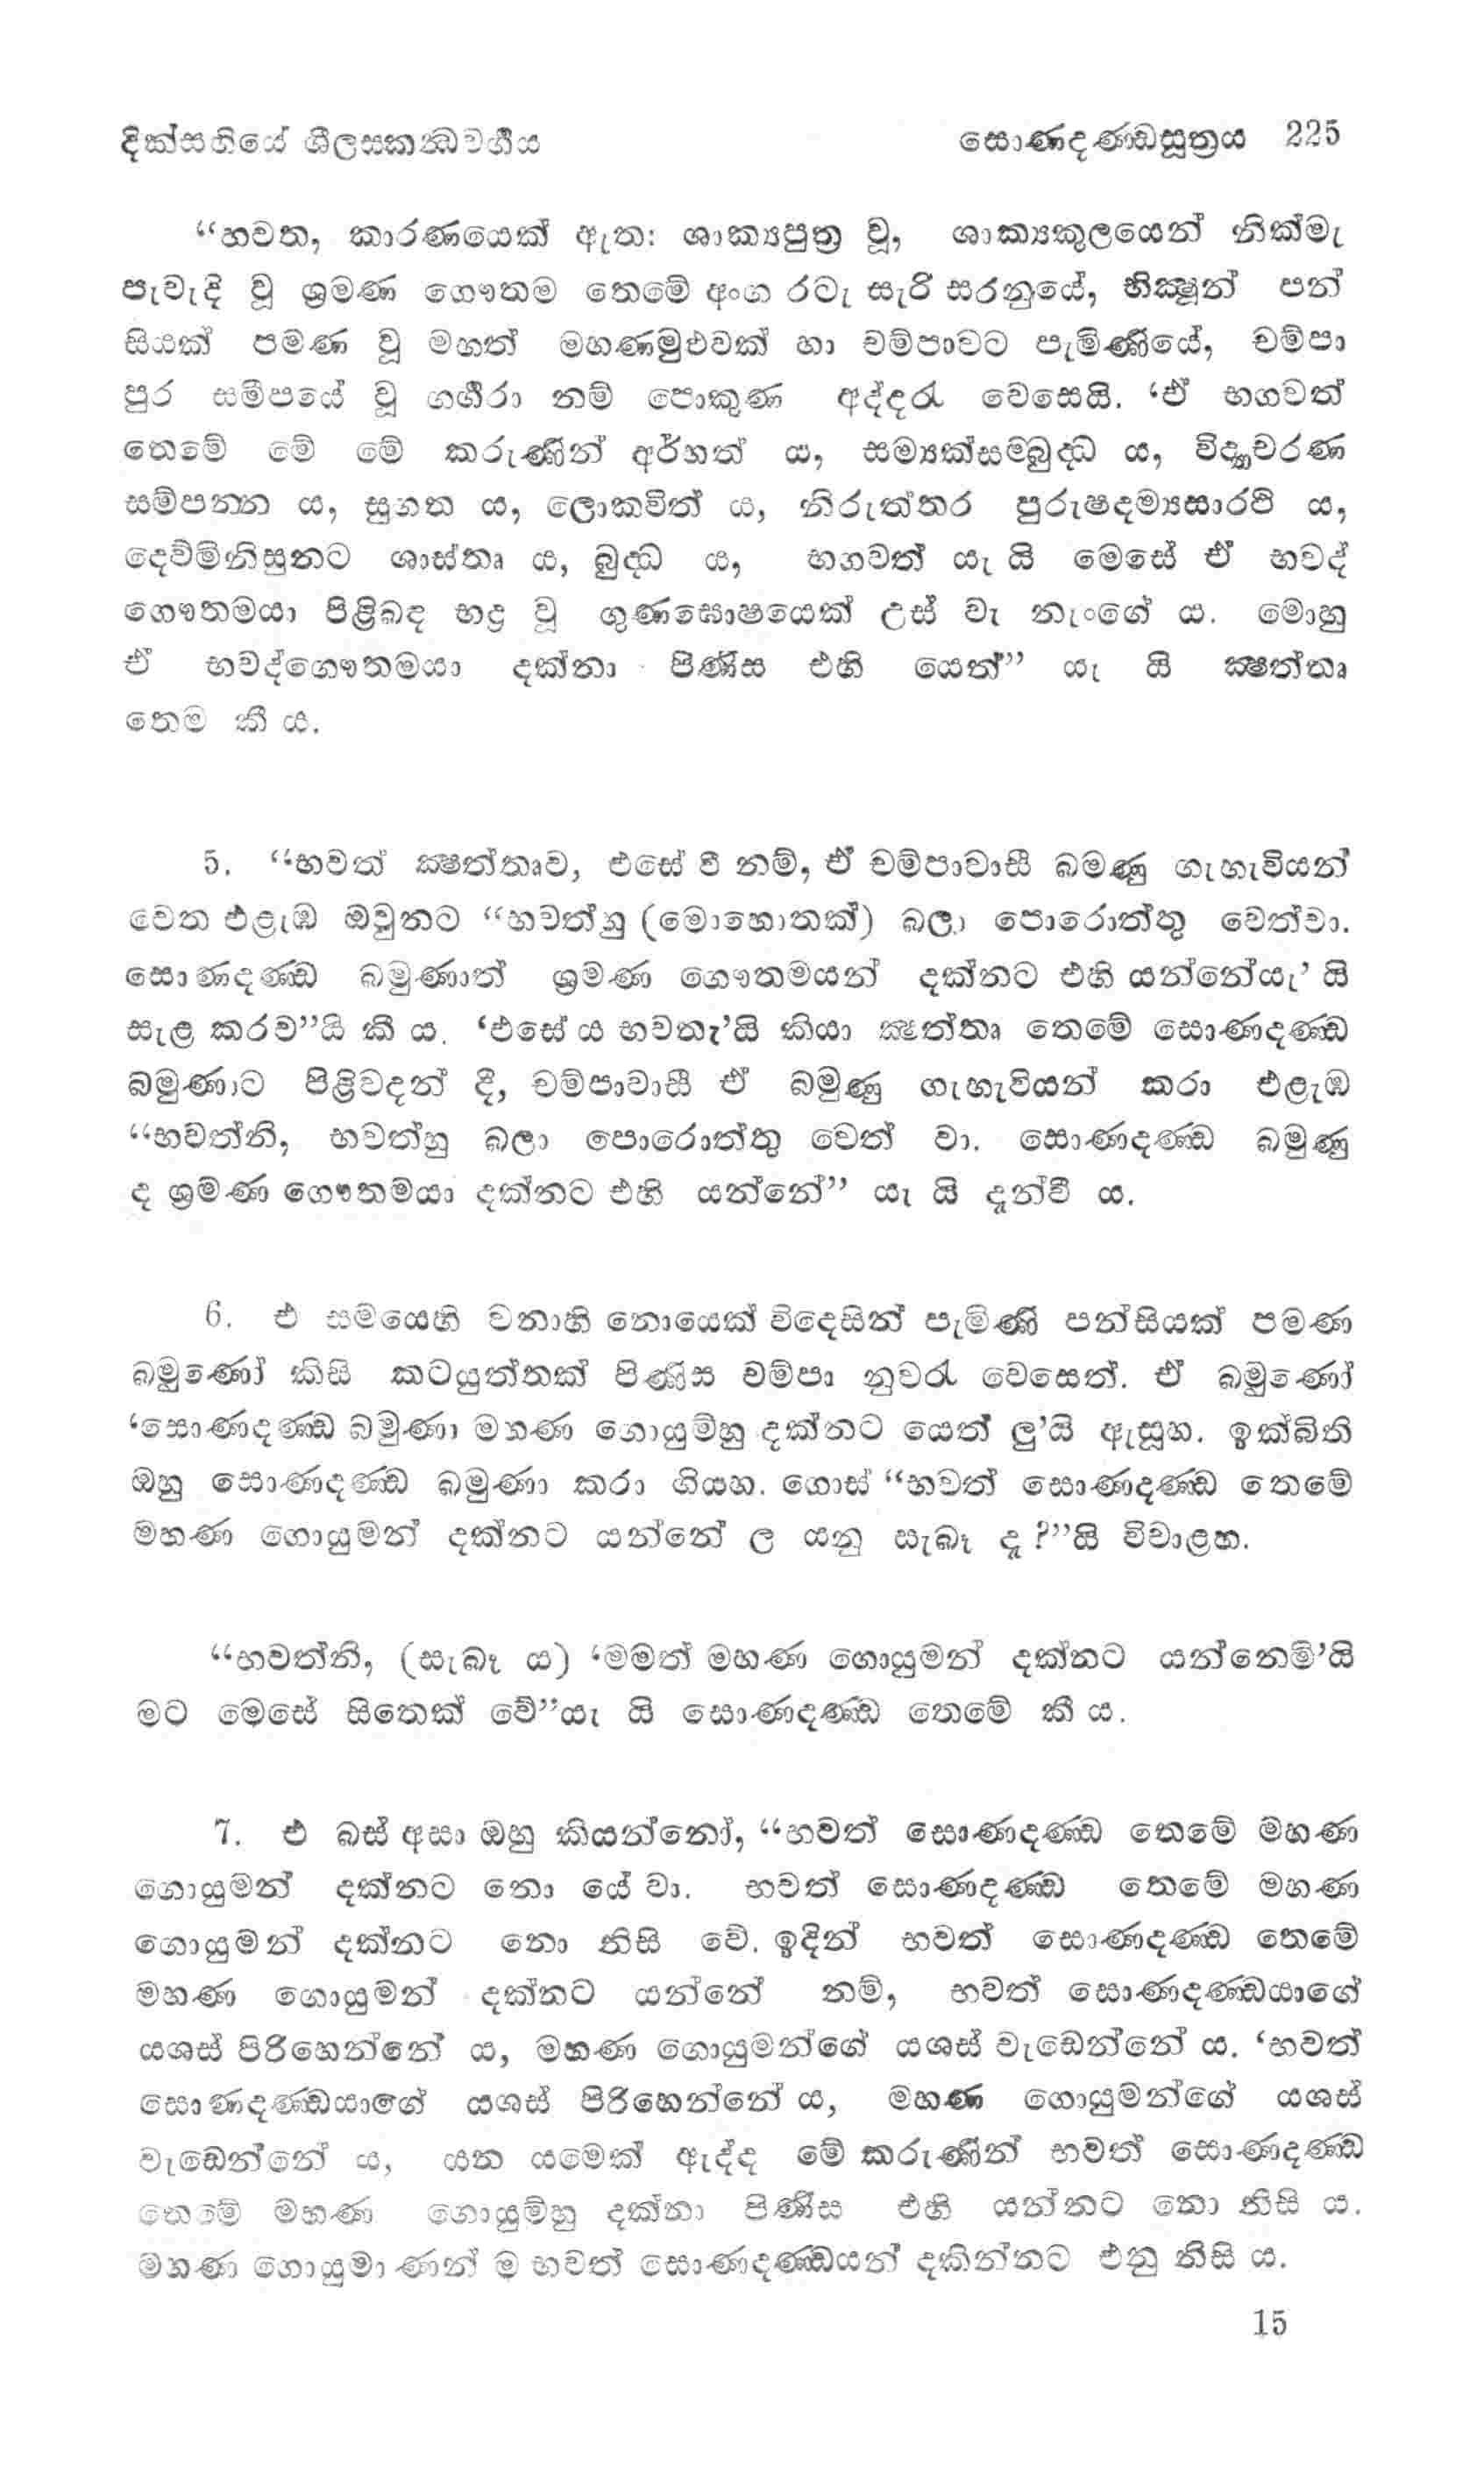 දික්සඟියේ ශීලසකන්‍ධවර්‍ගය
සොණදණ්ඩසූත්‍රය 225
“භවත, කාරණයෙක් ඇත: ශාක්‍යපුත්‍ර වූ, ශාක්‍යකුලයෙන් නික්මැ
පැවැදි වූ ශ්‍රමණ ගෞතම තෙමේ අංග රටැ සැරි සරනුයේ, භික්‍ෂූන් පන්
සියක් පමණ වූ මහත් මහණමුළුවක් හා චම්පාවට පැමිණියේ, චම්පා
පුර සමීපයේ වූ ගර්‍ගරා නම් පොකුණ අද්දරැ වෙසෙයි. ‘ඒ භගවත්
තෙමේ මේ මේ කරුණින් අර්හත් ය, සම්‍යක්සම්බුද්‍ධ ය, විද්‍යාචරණ
සම්පන්න ය, සුගත ය, ලොකවිත් ය, නිරුත්තර පුරුෂදම්‍යසාරථි ය,
දෙව්මිනිසුනට ශාස්තෘ ය, බුද්‍ධ ය, භගවත් යැ යි මෙසේ ඒ භවද්
ගෞතමයා පිළිබඳ භද්‍ර වූ ගුණඝොෂයෙක් උස් වැ නැංගේ ය. මොහු
ඒ භවද්ගෞතමයා දක්නා පිණිස එහි යෙත්” යැ යි ක්‍ෂත්තෘ
තෙම කී ය.
5. “භවත් ක්‍ෂත්තෘව, එසේ වී නම්, ඒ චම්පාවාසී බමණු ගැහැවියන්
වෙත එළැඹ ඔවුනට “භවත්හු (මොහොතක්) බලා පොරොත්තු වෙත්වා.
සොණදණ්ඩ බමුණාත් ශ්‍රමණ ගෞතමයන් දක්නට එහි යන්නේයැ’ යි
සැළ කරව”යි කී ය. ‘එසේ ය භවතැ’යි කියා ක්‍ෂත්තෘ තෙමේ සොණදණ්ඩ
බමුණාට පිළිවදන් දී, චම්පාවාසී ඒ බමුණු ගැහැවියන් කරා එළැඹ
“භවත්නි, භවත්හු බලා පොරොත්තු වෙත් වා. සොණදණ්ඩ බමුණු
ද ශ්‍රමණ ගෞතමයා දක්නට එහි යන්නේ” යැ යි දැන්වී ය.
6. එ සමයෙහි වනාහි නොයෙක් විදෙසින් පැමිණි පන්සියක් පමණ
බමුණෝ කිසි කටයුත්තක් පිණිස චම්පා නුවරැ වෙසෙත්. ඒ බමුණෝ
‘සොණදණ්ඩ බමුණා මහණ ගොයුම්හු දක්නට යෙත් ලු’යි ඇසූහ. ඉක්බිති
ඔහු සොණදණ්ඩ බමුණා කරා ගියහ. ගොස් “භවත් සොණදණ්ඩ තෙමේ
මහණ ගොයුමන් දක්නට යන්නේ ල යනු සැබෑ දැ ?”යි විචාළහ.
“භවත්නි, (සැබෑ ය) ‘මමත් මහණ ගොයුමන් දක්නට යන්නෙමි’යි
මට මෙසේ සිතෙක් වේ”යැ යි සොණදණ්ඩ තෙමේ කී ය.
7. එ බස් අසා ඔහු කියන්නෝ, “භවත් සොණදණ්ඩ තෙමේ මහණ
ගොයුමන් දක්නට නො යේ වා. භවත් සොණදණ්ඩ තෙමේ මහණ
ගොයුමන් දක්නට නො නිසි වේ. ඉදින් භවත් සොණදණ්ඩ තෙමේ
මහණ ගොයුමන් දක්නට යන්නේ නම්, භවත් සොණදණ්ඩයාගේ
යශස් පිරිහෙන්නේ ය, මහණ ගොයුමන්ගේ යශස් වැඩෙන්නේ ය. ‘භවත්
සොණදණ්ඩයාගේ යශස් පිරිහෙන්නේ ය, මහණ ගොයුමන්ගේ යශස්
වැඩෙන්නේ ය, යන යමෙක් ඇද්ද මේ කරුණින් භවත් සොණදණ්ඩ
තෙමේ මහණ ගොයුම්හු දක්නා පිණිස එහි යන්නට නො නිසි ය.
මහණ ගොයුමාණන් ම භවත් සොණදණ්ඩයන් දකින්නට එනු නිසි ය.
15